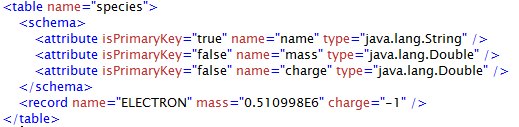 <table name="species">
<schema>
<attribute isPrimaryKey="true" name="name" type="java.lang.String" />
<attribute isPrimaryKey="false" name="mass" type="java.lang.Double" />
<attribute isPrimaryKey="false" name="charge" type="java.lang.Double" />
</schema>
<record name="ELECTRON" mass="0.510998E6" charge="-1" />
</table>